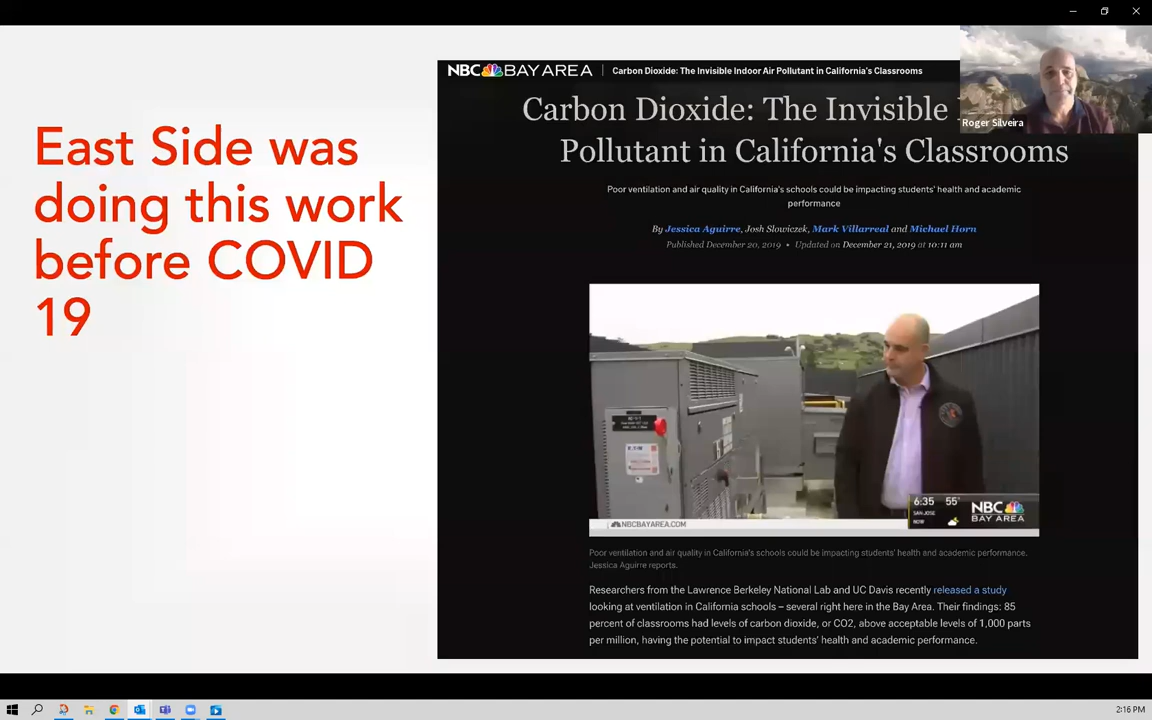 East Side was
doing this work
before COVID
19
NBC BAY AREA | Carbon Dioxide: The Invisible Indoor Air Pollutant in California's Classrooms
Carbon Dioxide: The Invisible
Pollutant in California's Classrooms
Poor ventilation and air quality in California's schools could be impacting students' health and academic
performance
By Jessica Aguirre, Josh Slowiczek, Mark Villarreal and Michael Horn
Published December 20, 2019 • Updated on December 21, 2019 at 10:11 am
Roger Silveira
6:35 55°
SAN JOSE
NOW
NBC
BAY AREA
NBCBAYAREA.COM
Poor ventilation and air quality in California's schools could be impacting students' health and academic performance.
Jessica Aguirre reports.
Researchers from the Lawrence Berkeley National Lab and UC Davis recently released a study
looking at ventilation in California schools – several right here in the Bay Area. Their findings: 85
percent of classrooms had levels of carbon dioxide, or CO2, above acceptable levels of 1,000 parts
per million, having the potential to impact students' health and academic performance.
2:16 PM